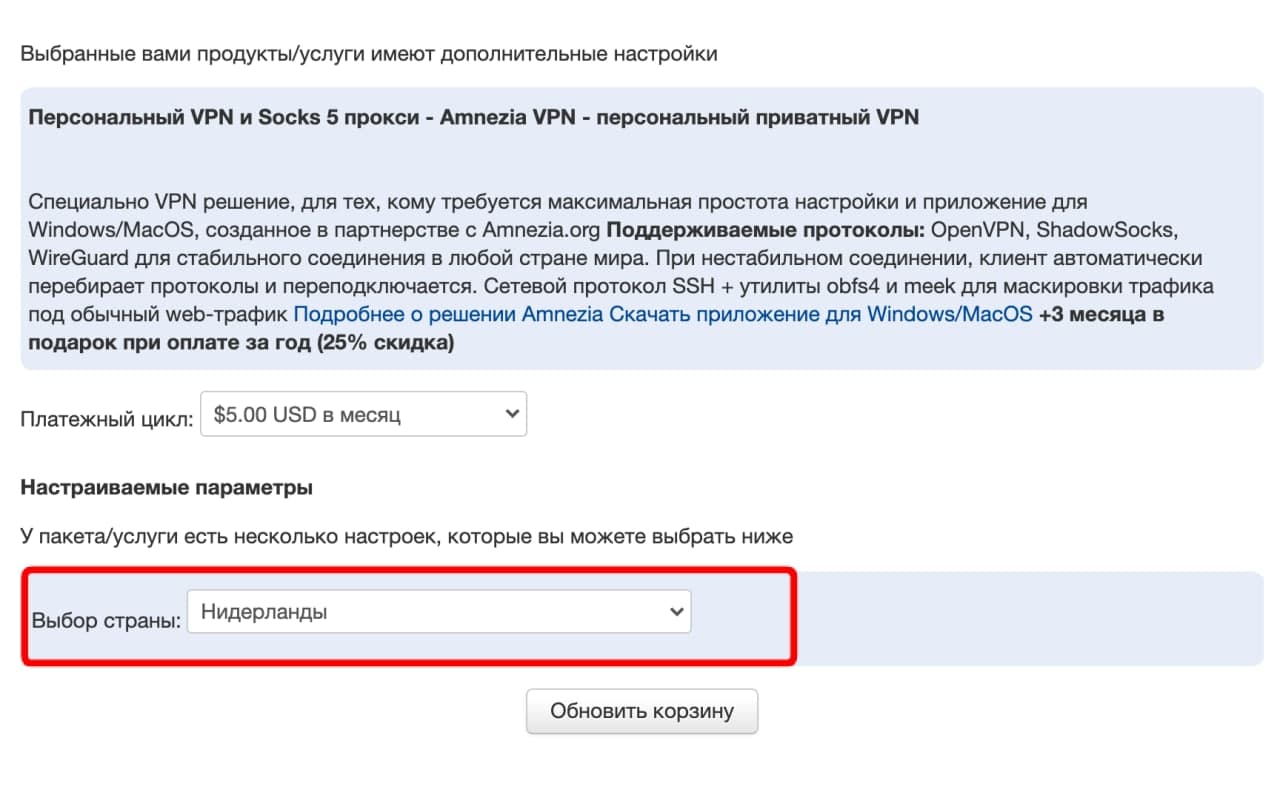 Выбранные вами продукты/услуги имеют дополнительные настройки
Персональный VPN и Socks 5 прокси - Amnezia VPN - персональный приватный VPN
Специально VPN решение, для тех, кому требуется максимальная простота настройки и приложение для
Windows/MacOS, созданное в партнерстве с Amnezia.org Поддерживаемые протоколы: OpenVPN, ShadowSocks,
WireGuard для стабильного соединения в любой стране мира. При нестабильном соединении, клиент автоматически
перебирает протоколы и переподключается. Сетевой протокол SSH + утилиты obfs4 и meek для маскировки трафика
под обычный web-трафик Подробнее о решении Amnezia Скачать приложение для Windows/MacOS +3 месяца в
подарок при оплате за год (25% скидка)
Платежный цикл: $5.00 USD в месяц
Настраиваемые параметры
У пакета/услуги есть несколько настроек, которые вы можете выбрать ниже
Выбор страны: Нидерланды
Обновить корзину